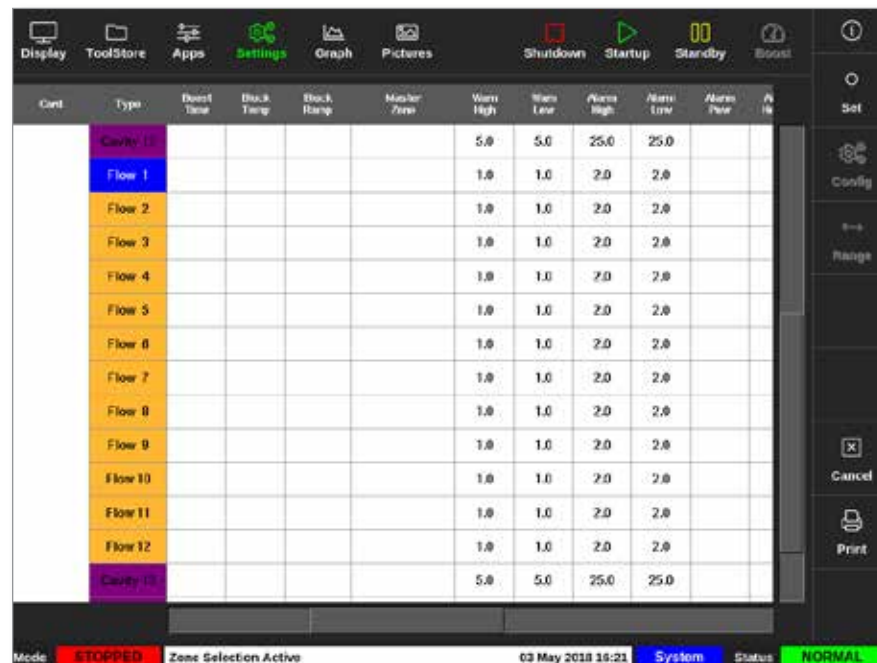 Display ToolStore Apps Settings Graph Pictures Shutdown Startup Standby Boost
Set
Card Type Boost Time Block Temp Block Ramp Master Zone Warn High Warn Low Alarm High Alarm Low Alarm Pwr
Cavity 12 5.0 5.0 25.0 25.0
Flow 1 1.0 1.0 2.0 2.0
Config
Flow 2 1.0 1.0 2.0 2.0
Flow 3 1.0 1.0 2.0 2.0
Range
Flow 4 1.0 1.0 2.0 2.0
Flow 5 1.0 1.0 2.0 2.0
Flow 6 1.0 1.0 2.0 2.0
Flow 7 1.0 1.0 2.0 2.0
Flow 8 1.0 1.0 2.0 2.0
Flow 9 1.0 1.0 2.0 2.0
Flow 10 1.0 1.0 2.0 2.0
Cancel
Flow 11 1.0 1.0 2.0 2.0
Flow 12 1.0 1.0 2.0 2.0
Print
Cavity 13 5.0 5.0 25.0 25.0
Mode STOPPED Zone Selection Active 03 May 2018 16:21 System Status NORMAL